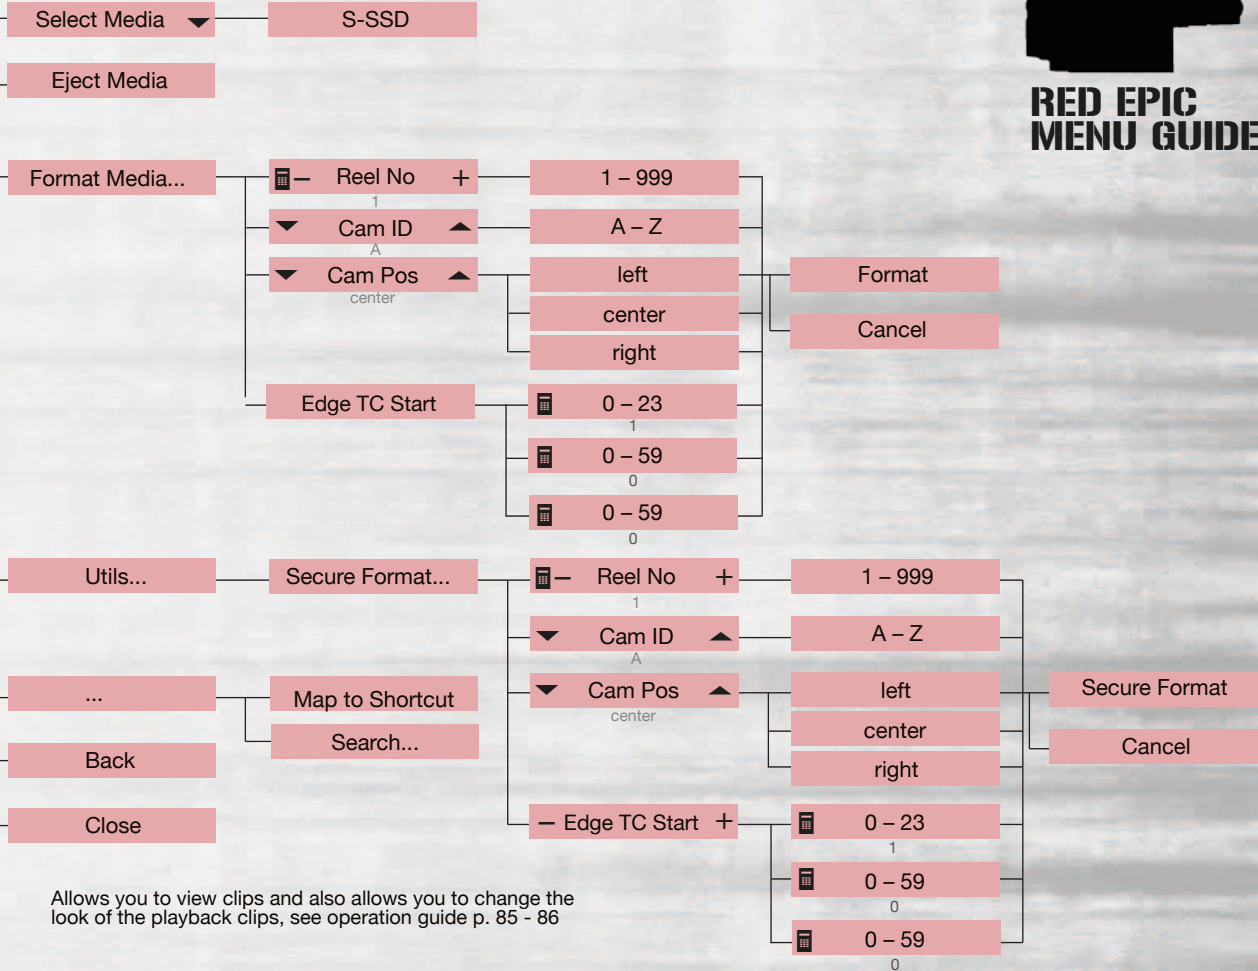 Select Media
S-SSD
Eject Media
RED EPIC
MENU GUIDE
Format Media...
– Reel No +
1
1 – 999
Cam ID
A
A – Z
Cam Pos
center
left
center
right
Format
Cancel
Edge TC Start
0 – 23
1
0 – 59
0
0 – 59
0
Utils...
Secure Format...
– Reel No +
1
1 – 999
Cam ID
A
A – Z
Cam Pos
center
left
center
right
Secure Format
Cancel
...
Map to Shortcut
Search...
Back
Close
– Edge TC Start +
0 – 23
1
0 – 59
0
0 – 59
0
Allows you to view clips and also allows you to change the
look of the playback clips, see operation guide p. 85 - 86